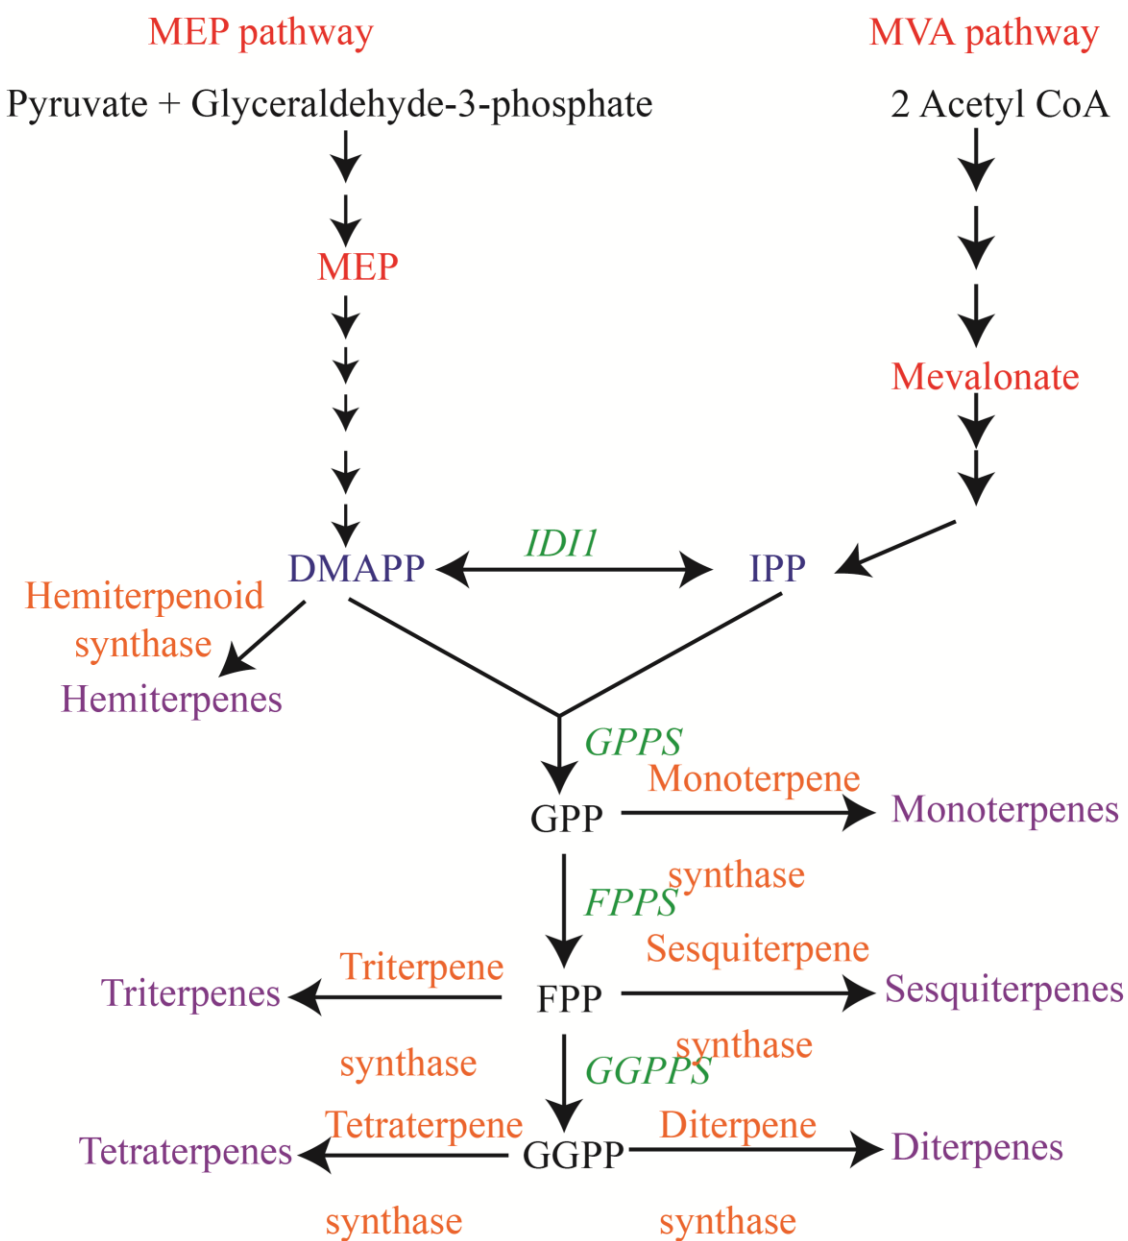 MEP pathway
MVA pathway
Pyruvate + Glyceraldehyde-3-phosphate
2 Acetyl CoA
MEP
Mevalonate
IDI1
DMAPP
IPP
Hemiterpenoid
synthase
Hemiterpenes
GPPS
Monoterpene
GPP
Monoterpenes
synthase
FPPS
Triterpene
Sesquiterpene
Triterpenes
FPP
Sesquiterpenes
synthase
synthase
GGPPS
Tetraterpene
Diterpene
Tetraterpenes
GGPP
Diterpenes
synthase
synthase